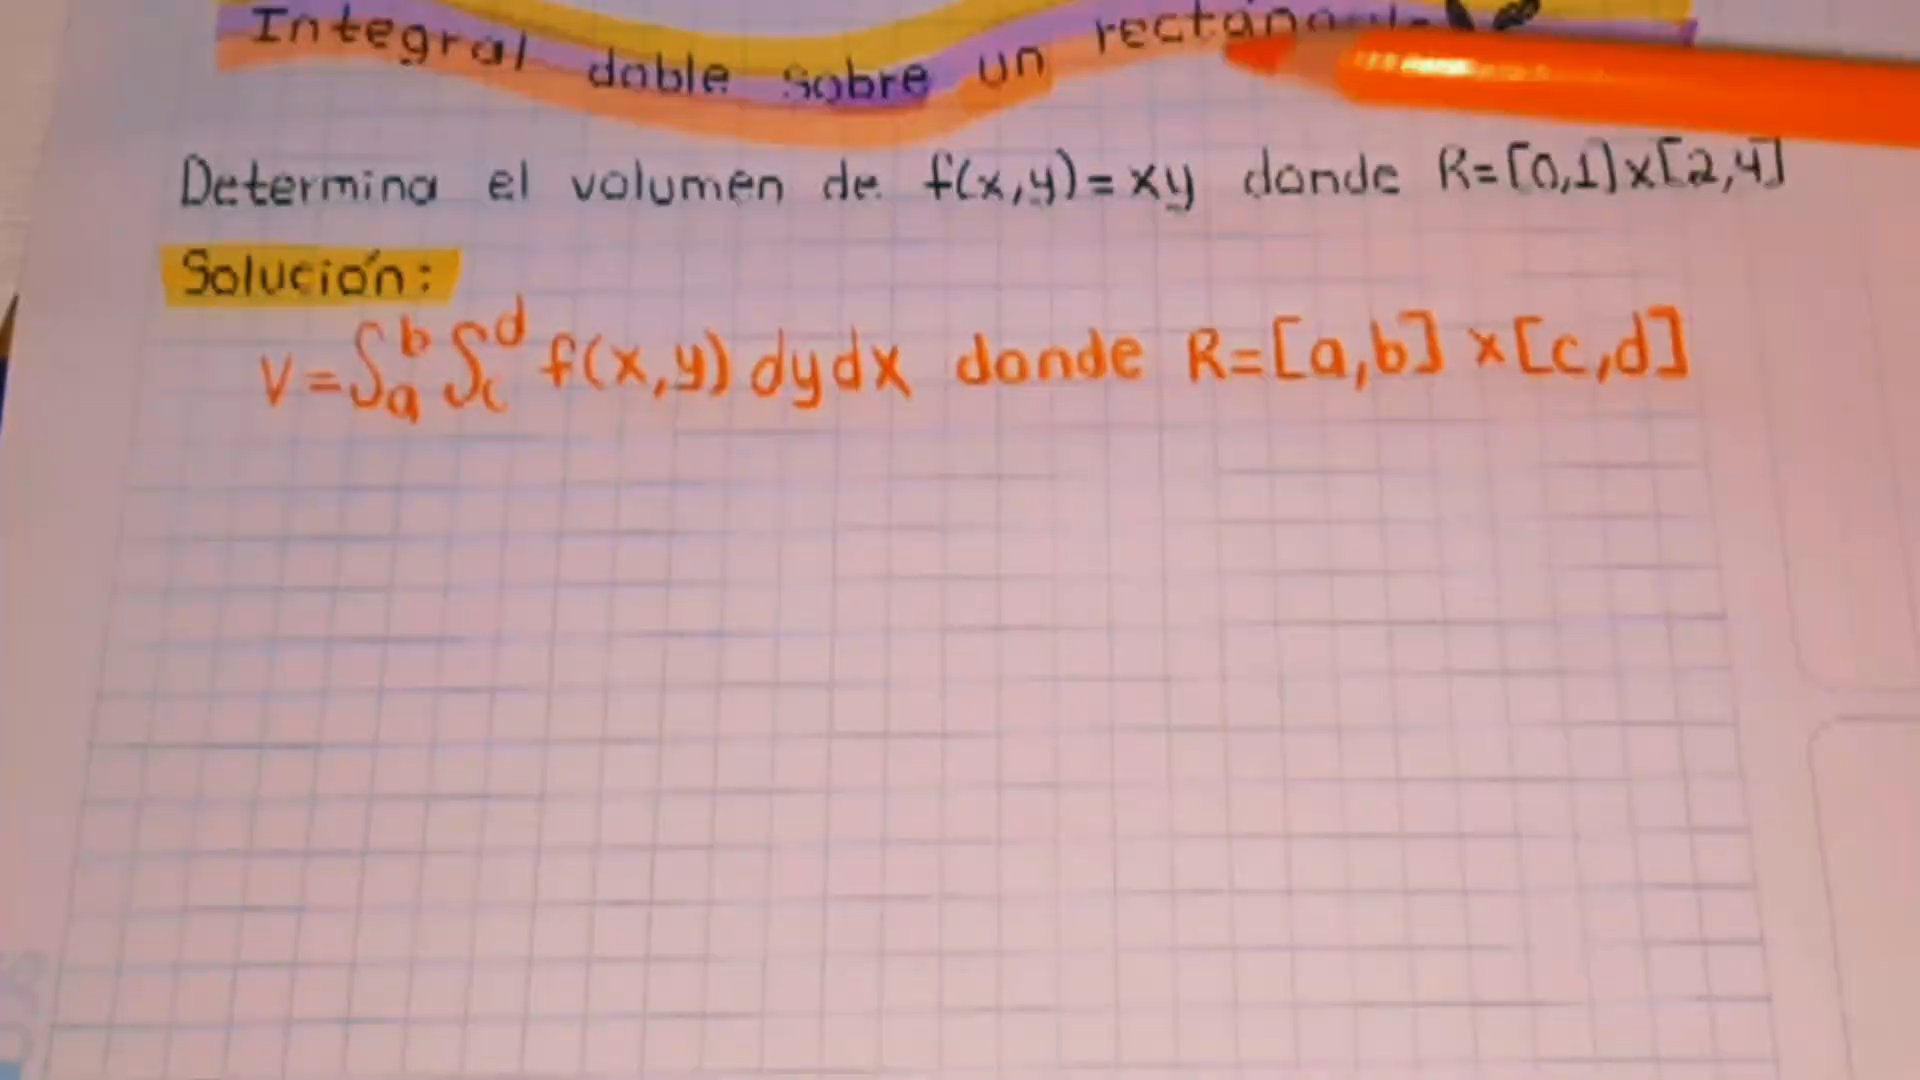 Integral doble sobre un
Determina el volumen de f(x,y)=xy donde R=[0,1]x[2,4]
Solución:
V=∫ₐᵇ∫꜀ᵈ f(x,y) dydx donde R=[a,b]x[c,d]